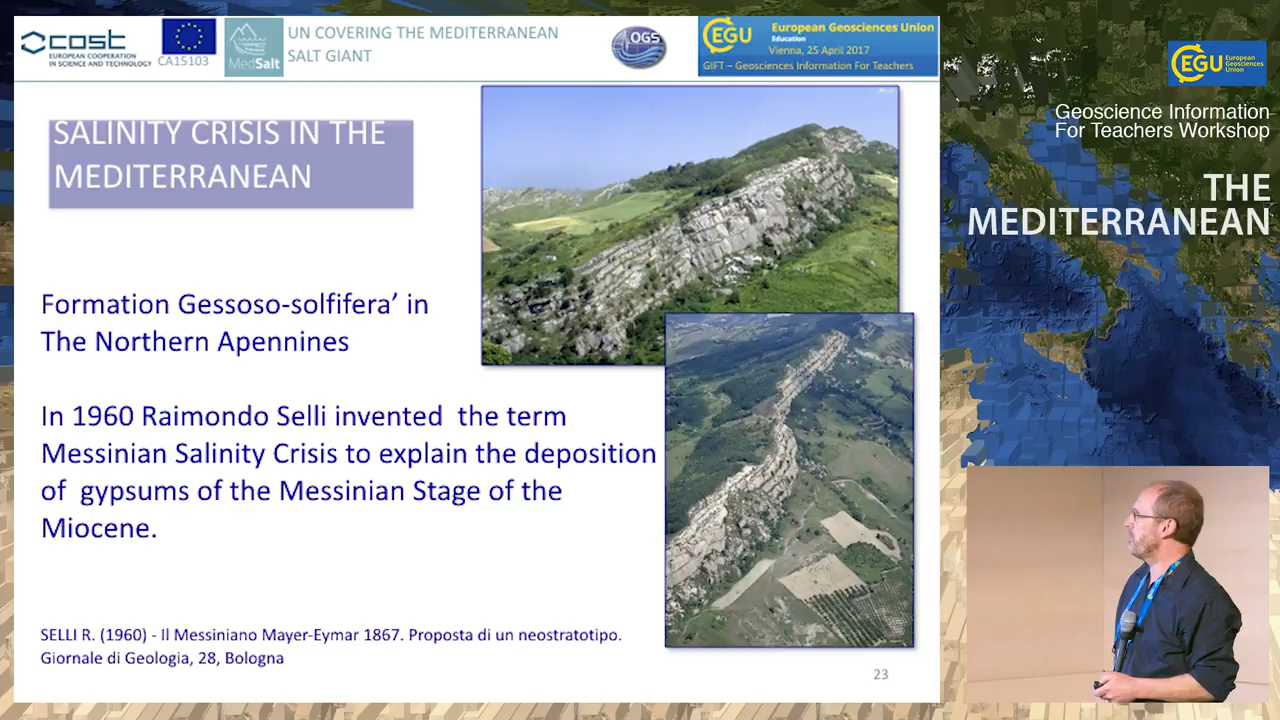 cost
EUROPEAN COOPERATION
IN SCIENCE AND TECHNOLOGY
CA15103
MedSalt
UN COVERING THE MEDITERRANEAN
SALT GIANT
OGS
EGU
European Geosciences Union
Education
Vienna, 25 April 2017
GIFT – Geosciences Information For Teachers
SALINITY CRISIS IN THE
MEDITERRANEAN
Formation Gessoso-solfifera’ in
The Northern Apennines
In 1960 Raimondo Selli invented the term
Messinian Salinity Crisis to explain the deposition
of gypsums of the Messinian Stage of the
Miocene.
SELLI R. (1960) - Il Messiniano Mayer-Eymar 1867. Proposta di un neostratotipo.
Giornale di Geologia, 28, Bologna
23
EGU
European
Geosciences
Union
Geoscience Information
For Teachers Workshop
THE
MEDITERRANEAN